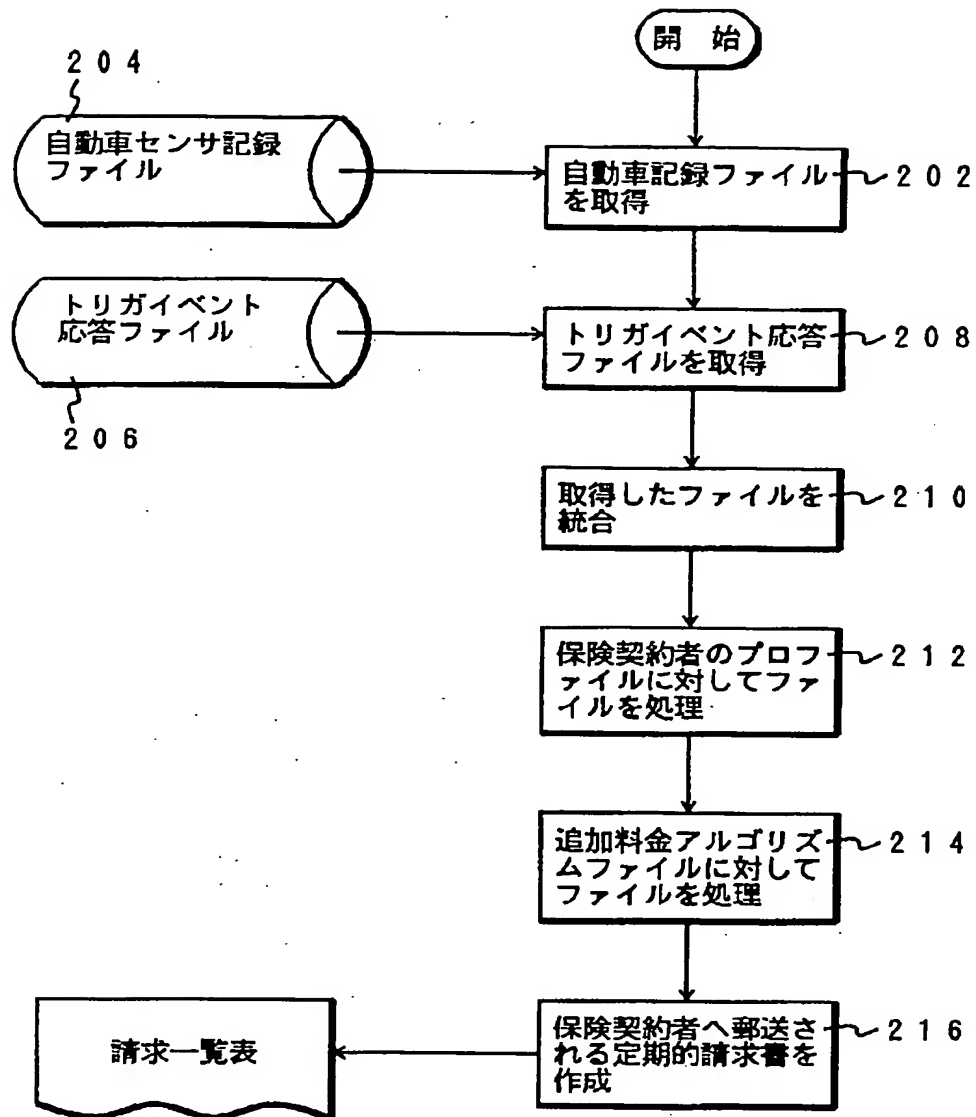 開 始
204
自動車センサ記録
ファイル
自動車記録ファイル
を取得
202
トリガイベント
応答ファイル
206
トリガイベント応答
ファイルを取得
208
取得したファイルを
統合
210
保険契約者のプロフ
ァイルに対してファ
イルを処理
212
追加料金アルゴリズ
ムファイルに対して
ファイルを処理
214
保険契約者へ郵送さ
れる定期的請求書を
作成
216
請求一覧表